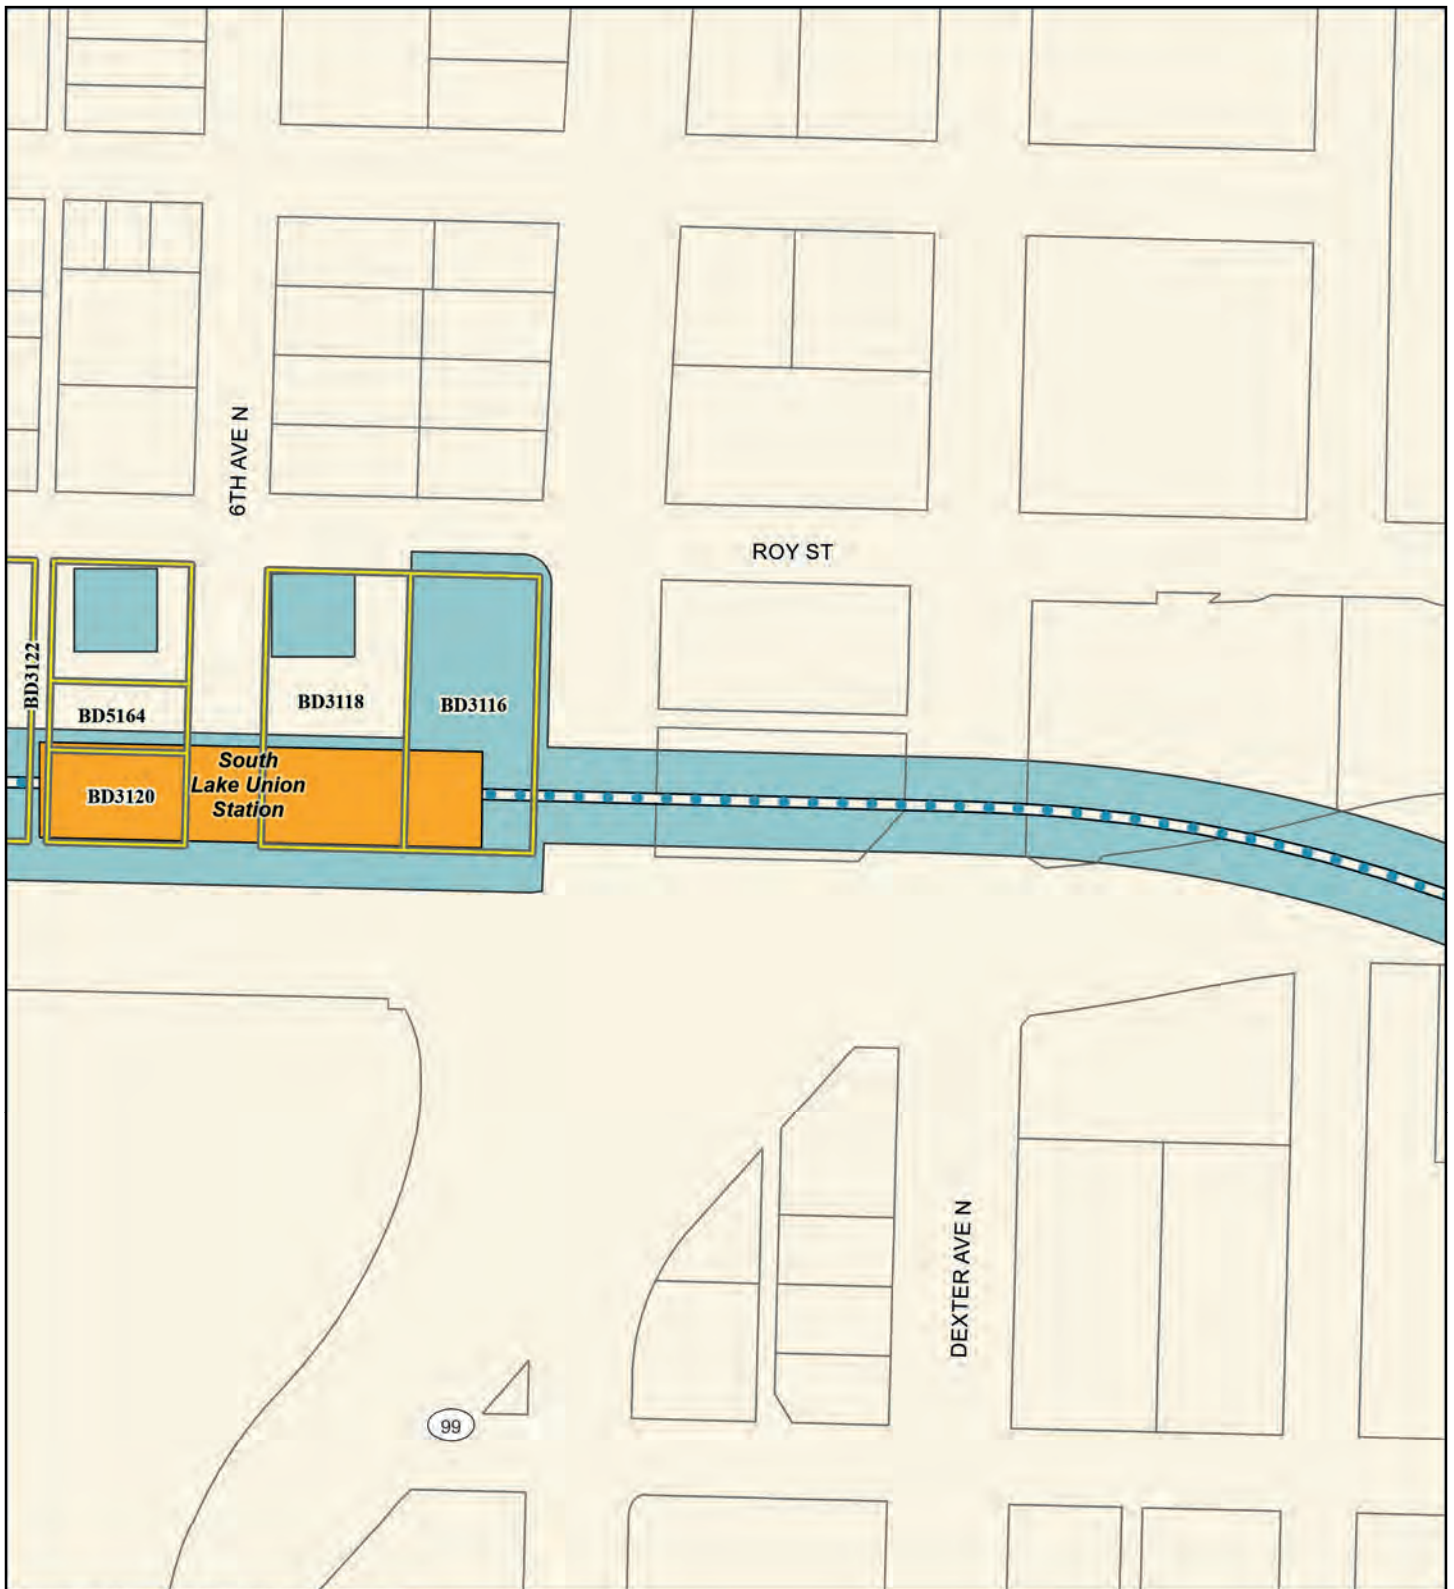 6TH AVE N
ROY ST
BD3122
BD5164
BD3118
BD3116
South
Lake Union
Station
BD3120
DEXTER AVE N
99